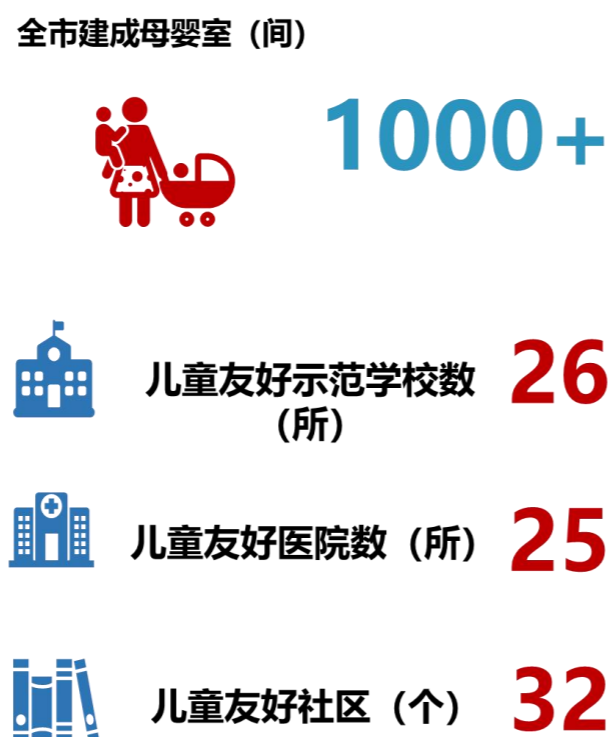 全市建成母婴室（间）
1000+
儿童友好示范学校数
（所）
26
儿童友好医院数（所）
25
儿童友好社区（个）
32